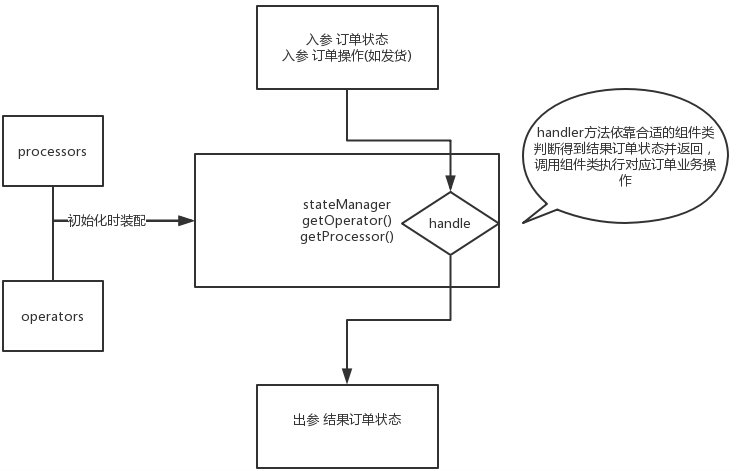 入参 订单状态
入参 订单操作(如发货)
processors
handler方法依靠合适的组件类
判断得到结果订单状态并返回，
调用组件类执行对应订单业务操
作
初始化时装配
stateManager
getOperator()
getProcessor()
handle
operators
出参 结果订单状态